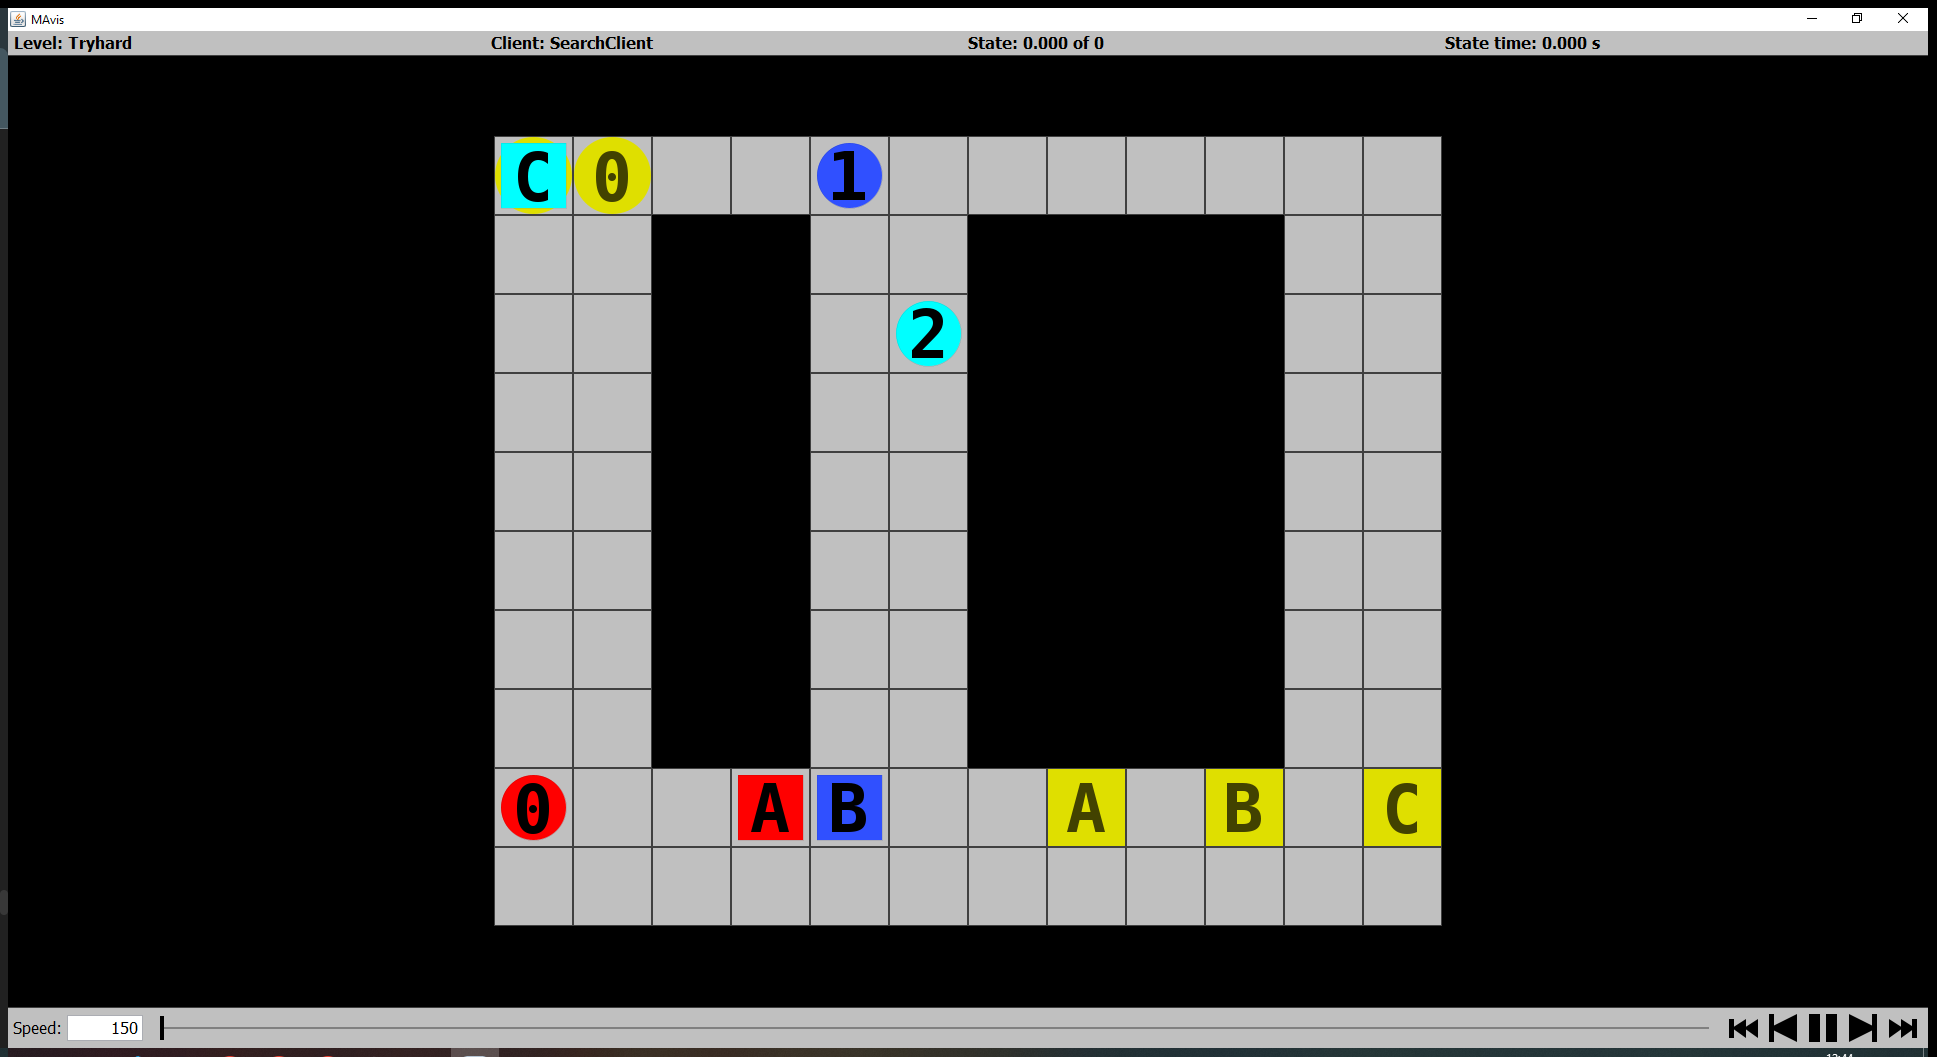 MAvis
Level: Tryhard Client: SearchClient State: 0.000 of 0 State time: 0.000 s
C 0 1
2
0 A B A B C
Speed: 150